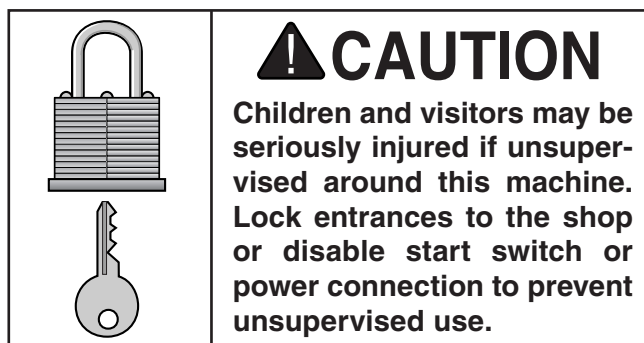 CAUTION
Children and visitors may be
seriously injured if unsuper-
vised around this machine.
Lock entrances to the shop
or disable start switch or
power connection to prevent
unsupervised use.